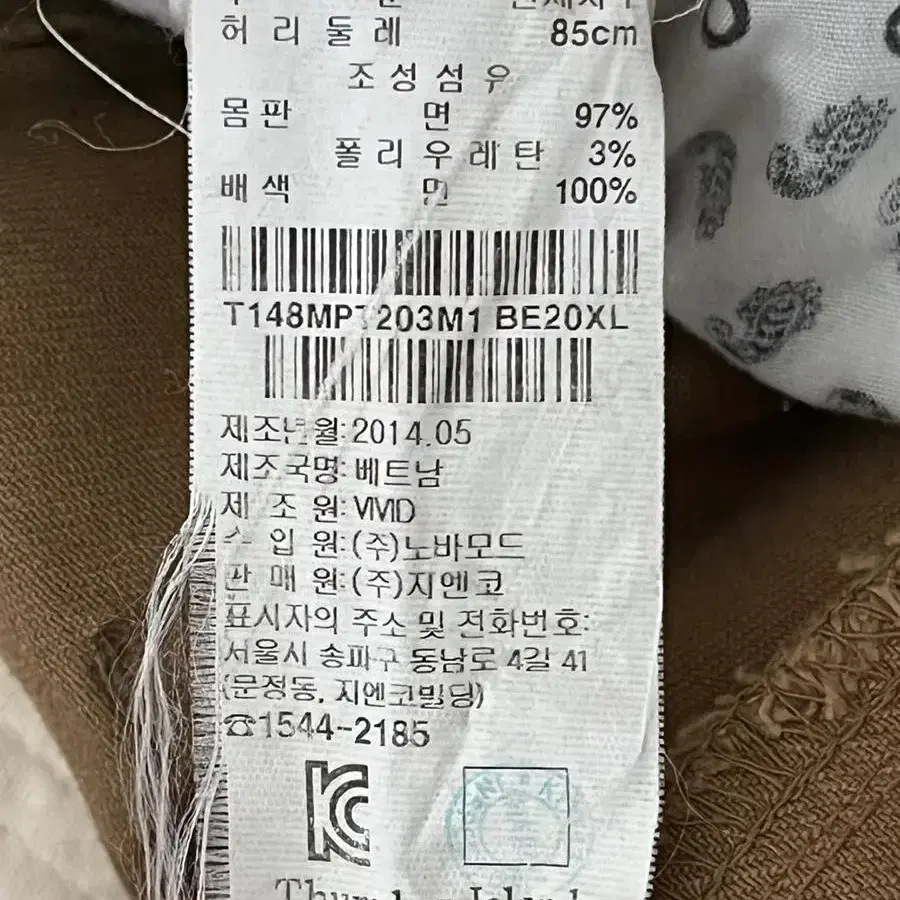 허리둘레 85cm
조성섬우
몸판 면 97%
폴리우레탄 3%
배색 면 100%
T148MPT203M1 BE20XL
제조년월:2014.05
제조국명:베트남
제 조 원:VIVID
수 입 원:(주)노바모드
판 매 원:(주)지엔코
표시자의 주소 및 전화번호:
서울시 송파구 동남로 4길 41
(문정동, 지엔코빌딩)
☎1544-2185